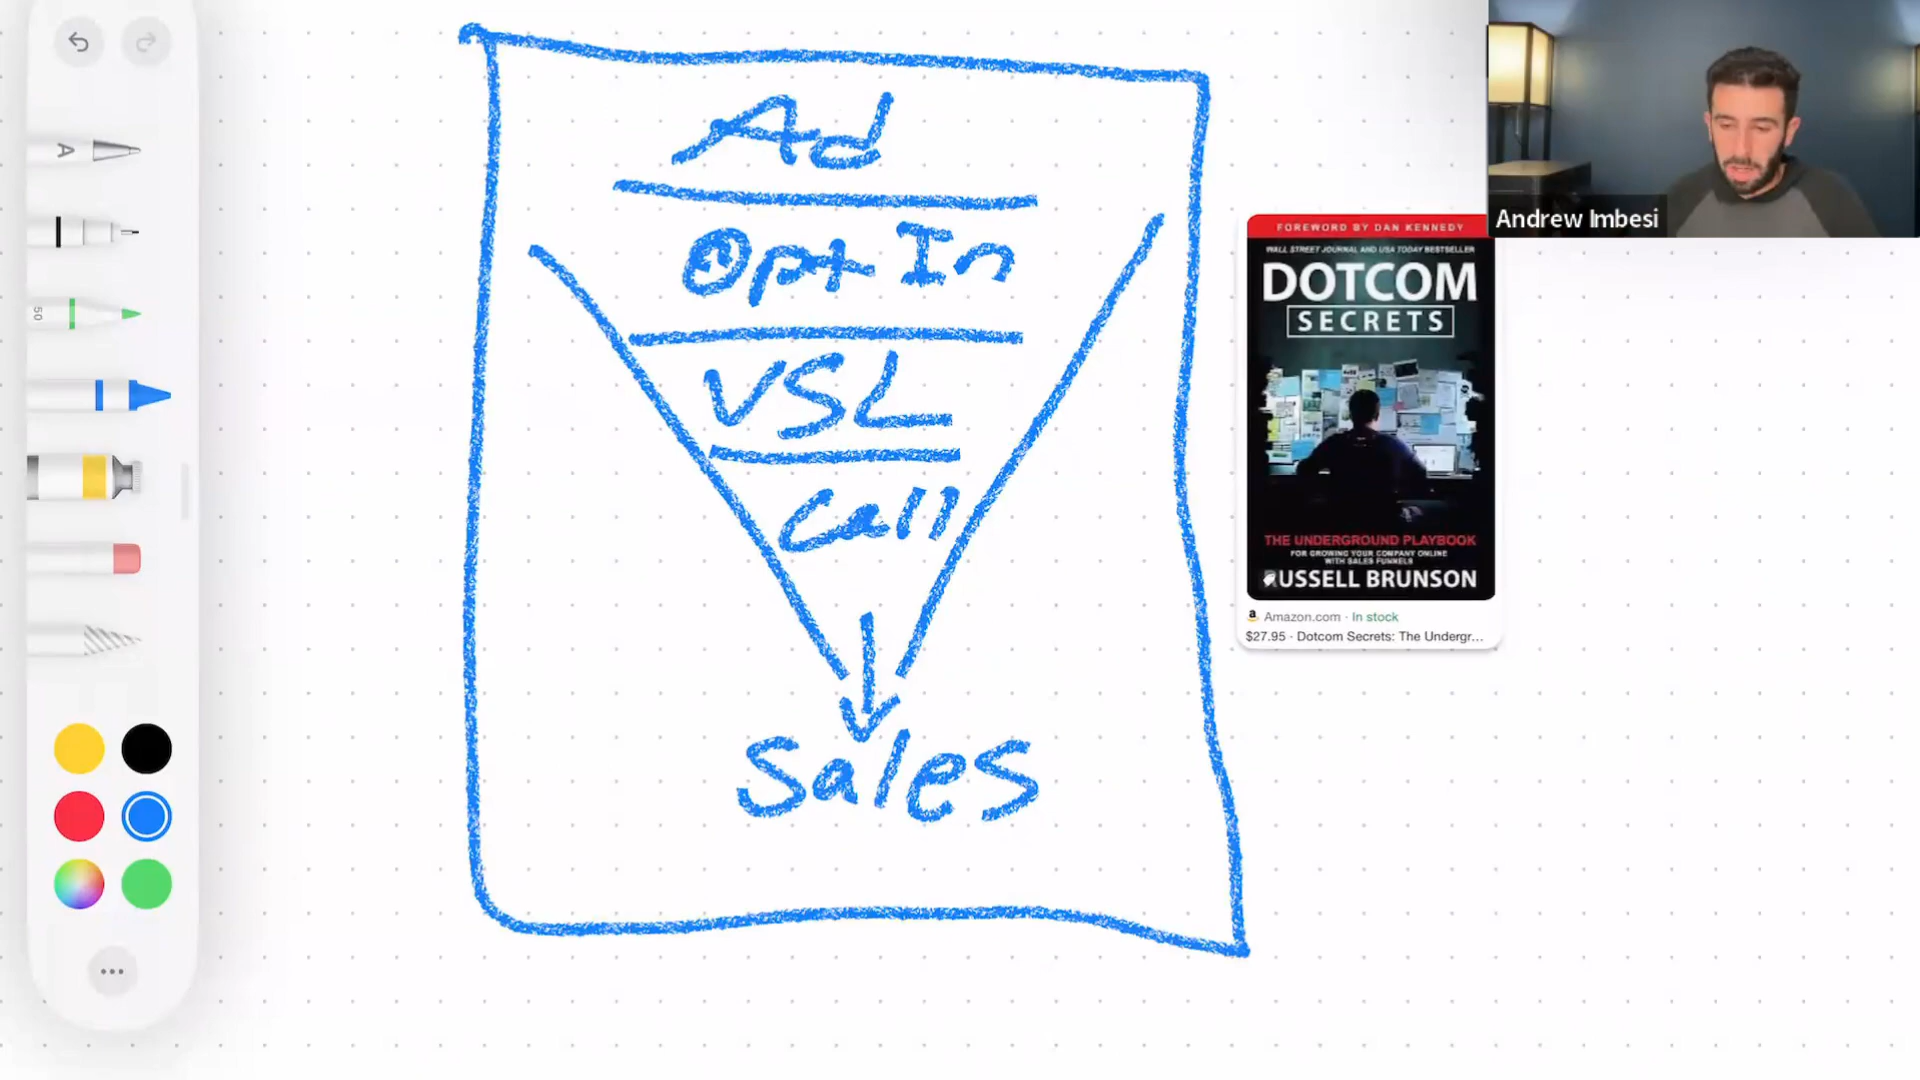 Ad
Opt In
VSL
Call
Sales
Andrew Imbesi
FOREWORD BY DAN KENNEDY
WALL STREET JOURNAL AND USA TODAY BESTSELLER
DOTCOM
SECRETS
THE UNDERGROUND PLAYBOOK
FOR GROWING YOUR COMPANY ONLINE
WITH SALES FUNNELS
RUSSELL BRUNSON
Amazon.com · In stock
$27.95 · Dotcom Secrets: The Undergr...
A
50